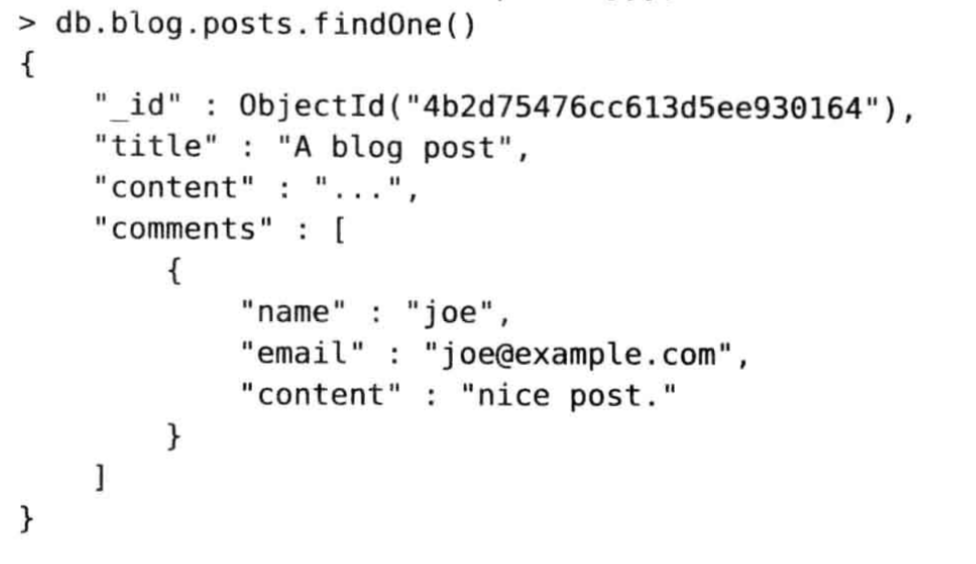 > db.blog.posts.findOne()
{
    "_id" : ObjectId("4b2d75476cc613d5ee930164"),
    "title" : "A blog post",
    "content" : "...",
    "comments" : [
        {
            "name" : "joe",
            "email" : "joe@example.com",
            "content" : "nice post."
        }
    ]
}